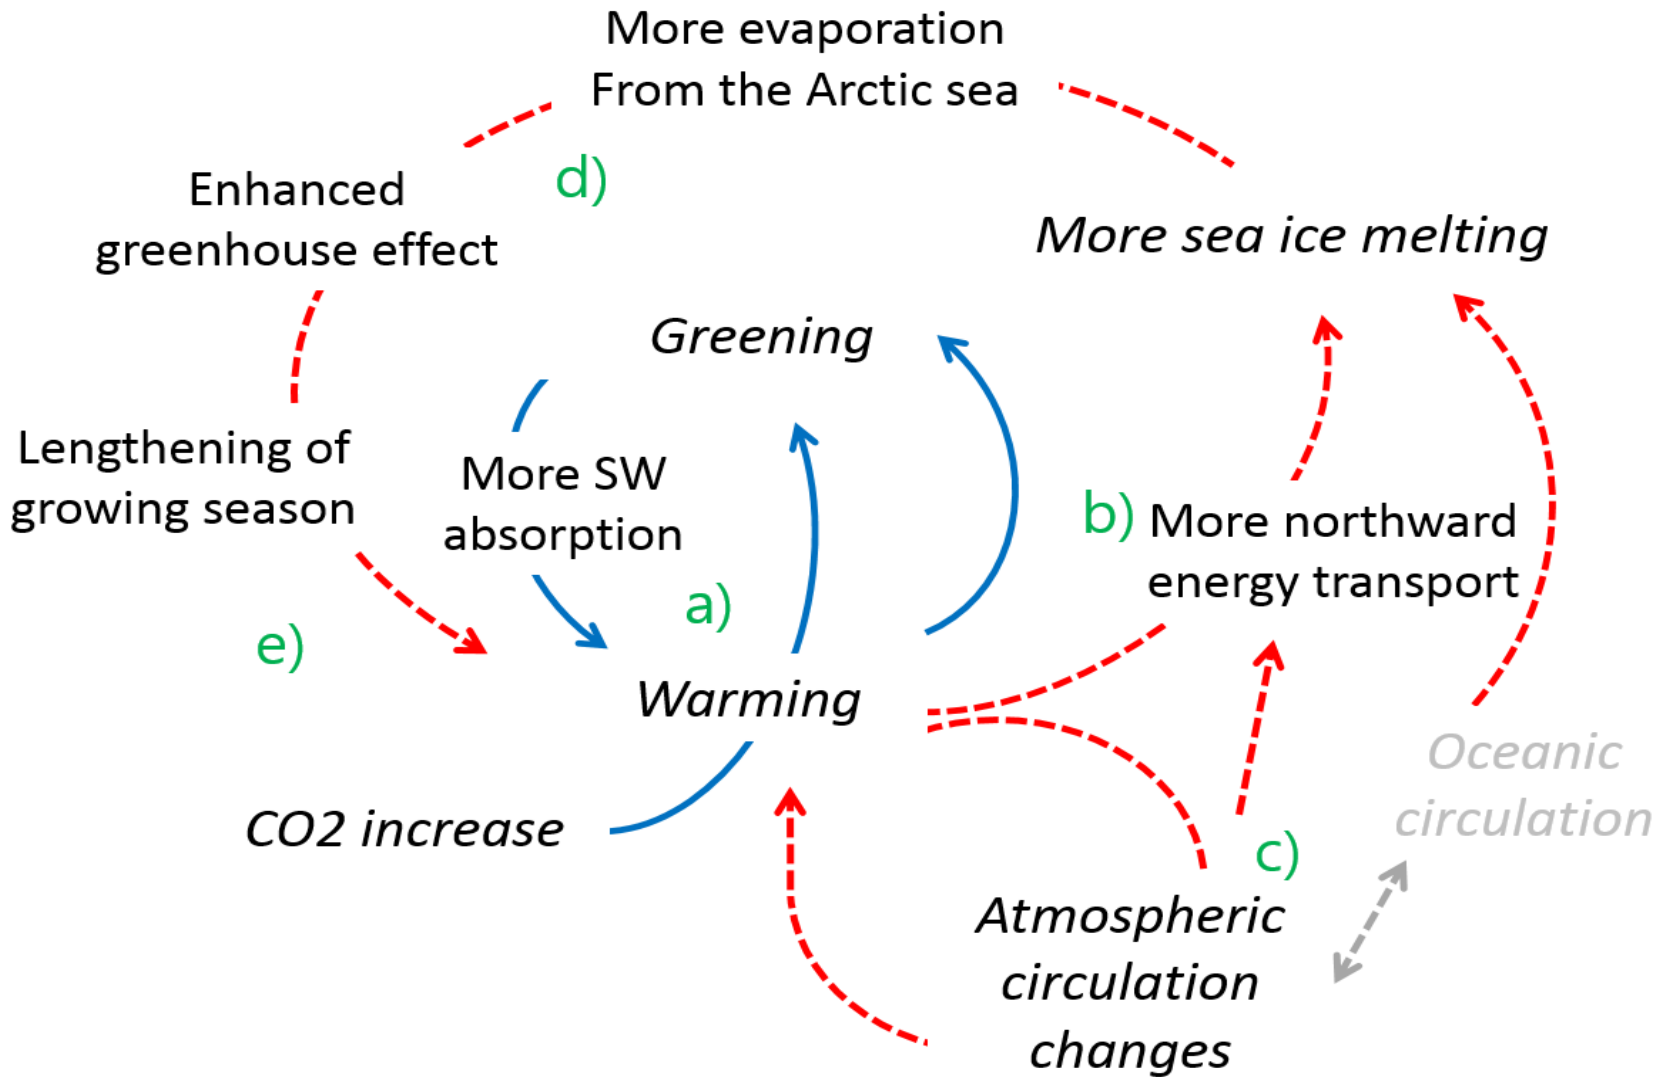 More evaporation
From the Arctic sea
d)
Enhanced
greenhouse effect
More sea ice melting
Greening
Lengthening of
growing season
More SW
absorption
b)
More northward
energy transport
a)
e)
Warming
Oceanic
circulation
CO2 increase
c)
Atmospheric
circulation
changes